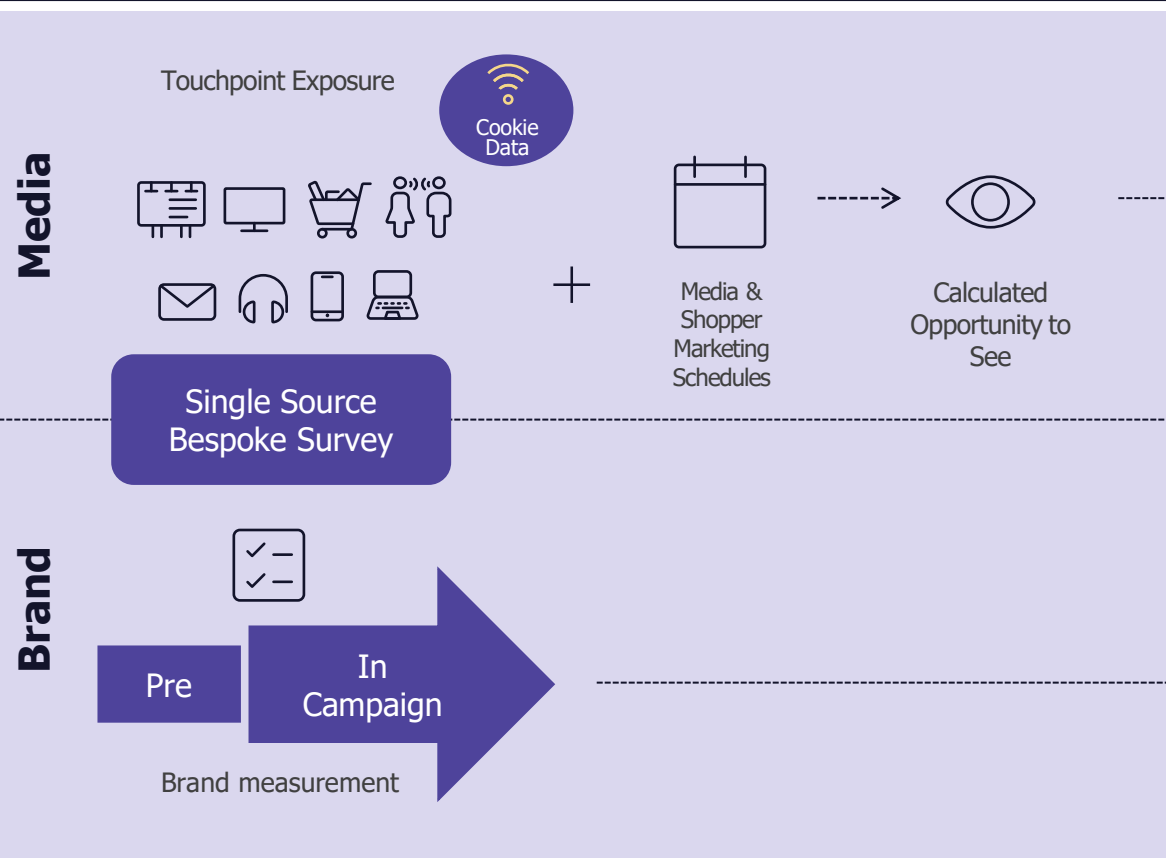 Touchpoint Exposure
Cookie
Data
Media
Media &
Shopper
Marketing
Schedules
Calculated
Opportunity to
See
Single Source
Bespoke Survey
Brand
Pre
In
Campaign
Brand measurement